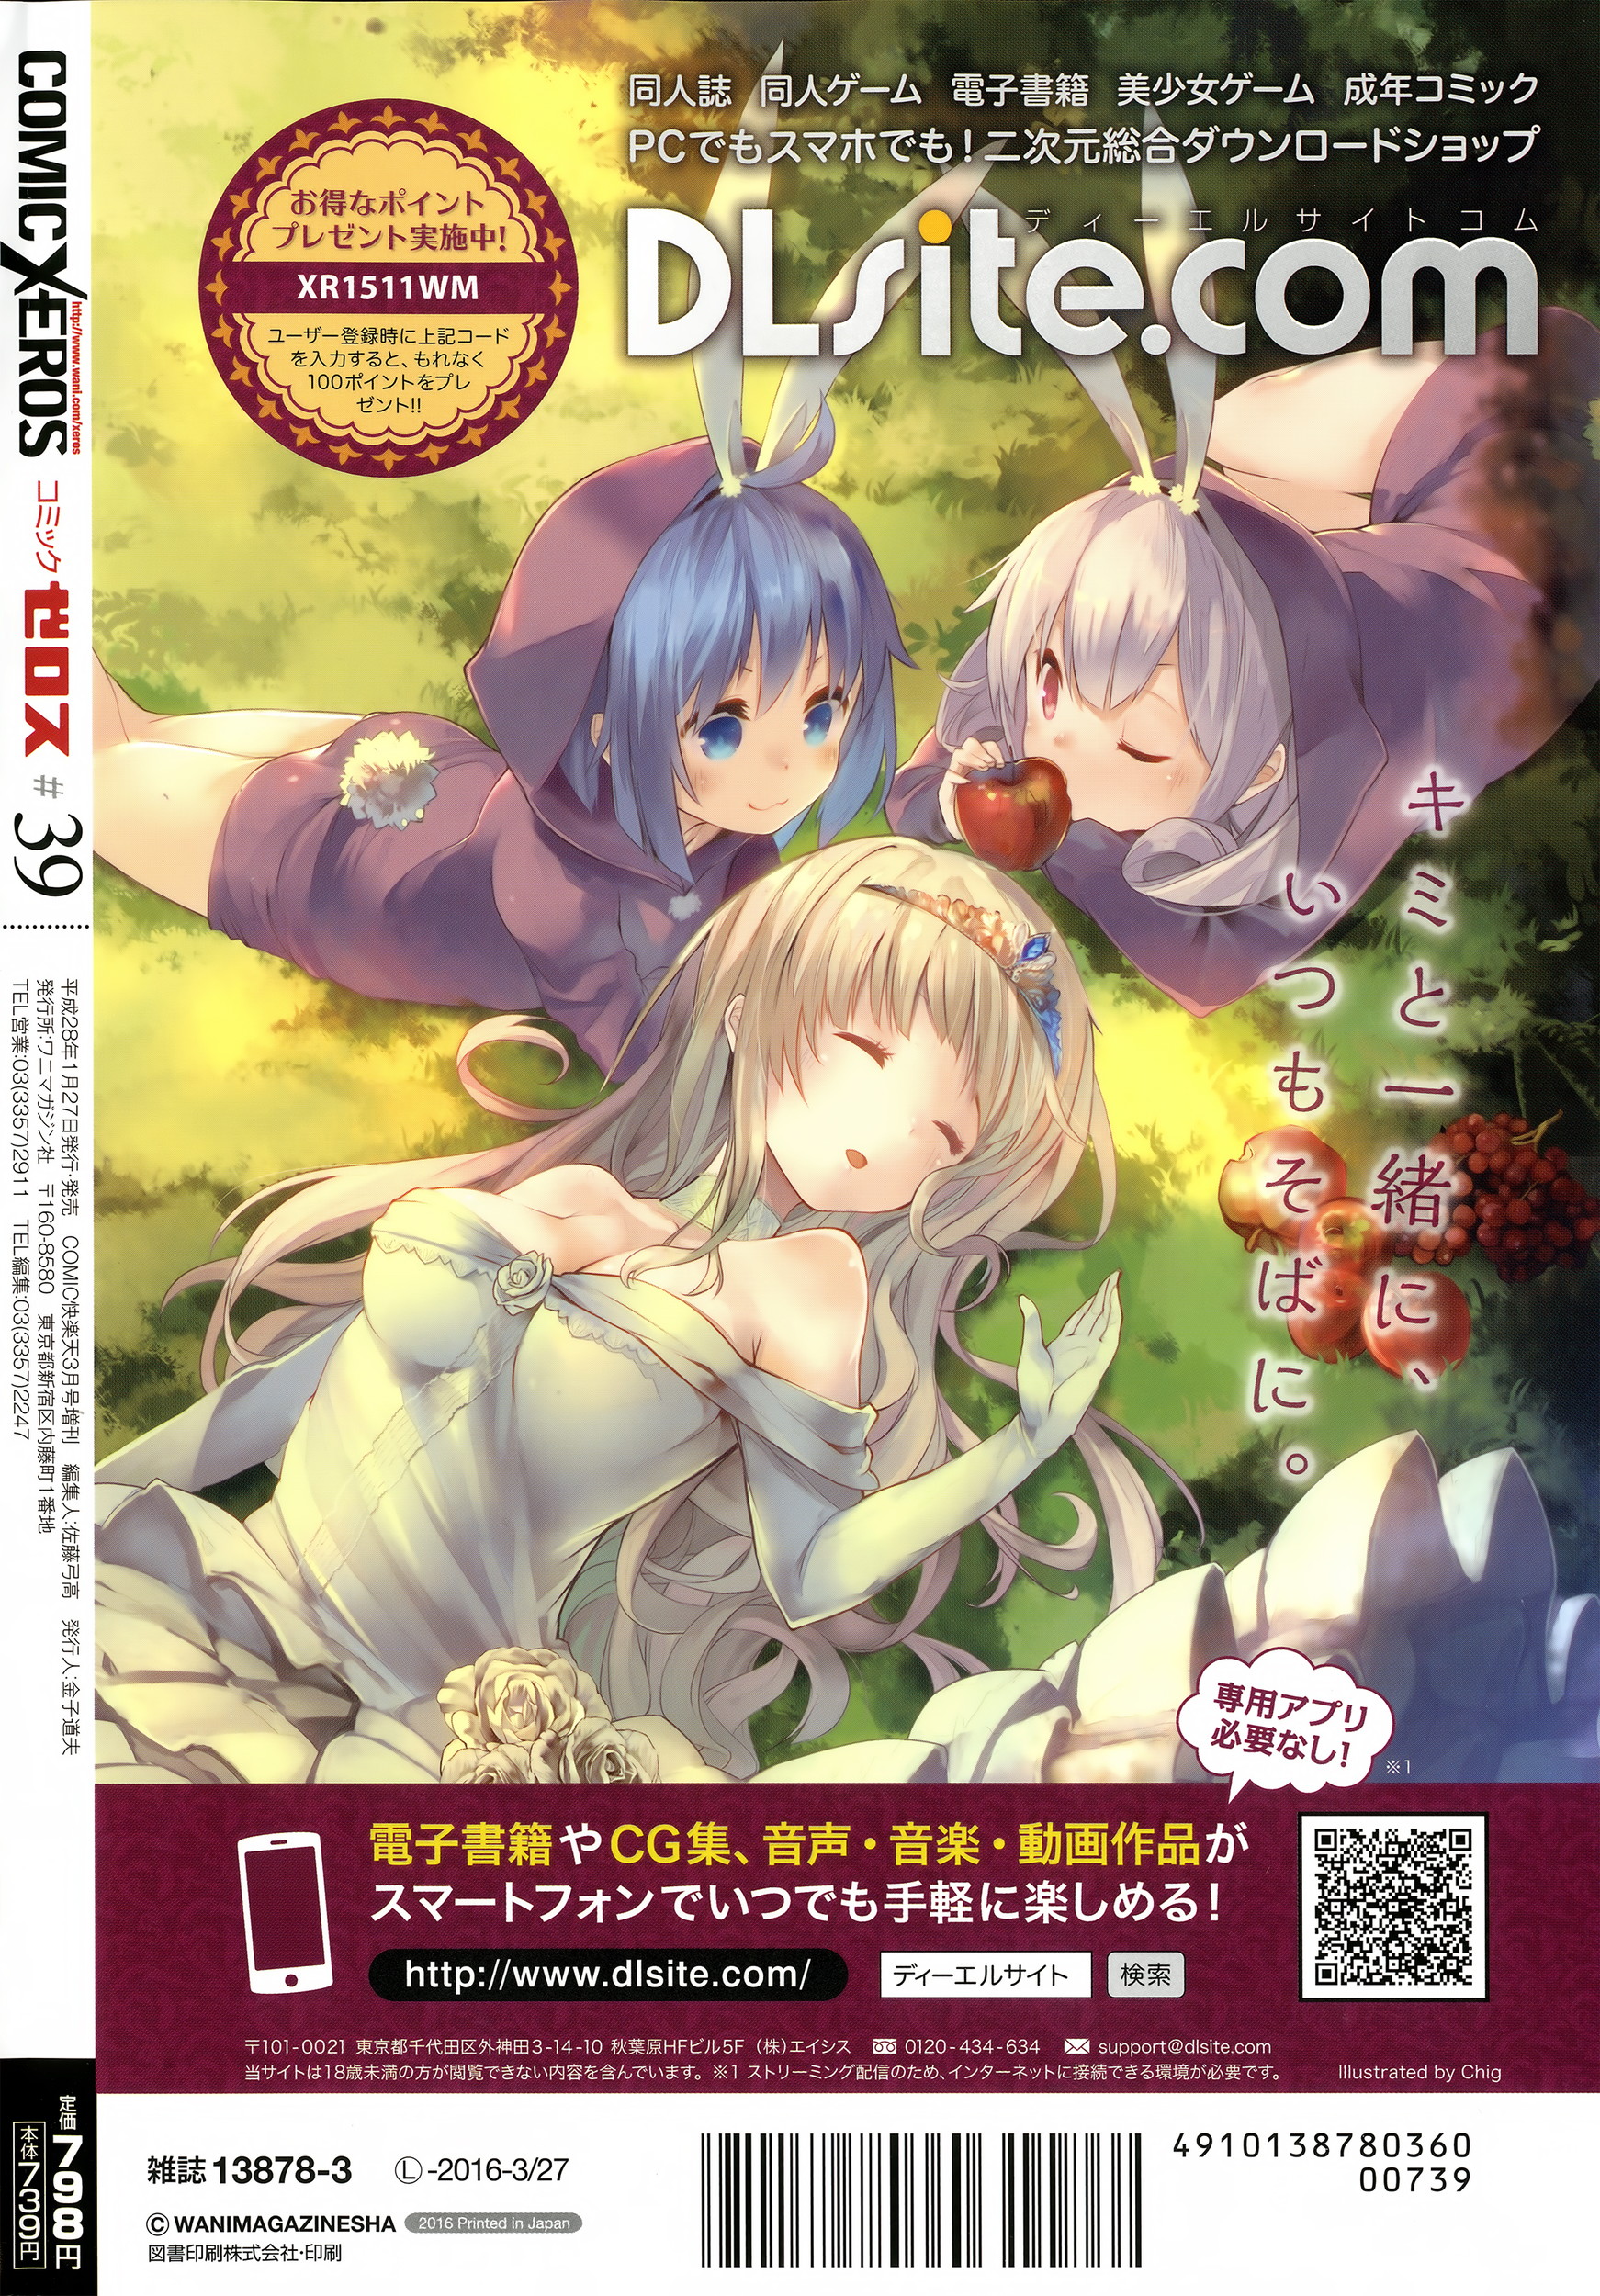 COMIC XEROS
http://www.wani.com/xeros
コミック ゼロス #39
平成28年1月27日発行・発売 COMIC快楽天3月号増刊 編集人:佐藤弓高 発行人:金子道夫
発行所:ワニマガジン社 〒160-8580 東京都新宿区内藤町1番地
TEL営業:03(3357)2911 TEL編集:03(3357)2247
定価798円
本体739円
同人誌 同人ゲーム 電子書籍 美少女ゲーム 成年コミック
PCでもスマホでも!二次元総合ダウンロードショップ
ディーエルサイトコム
DLsite.com
お得なポイント
プレゼント実施中!
XR1511WM
ユーザー登録時に上記コード
を入力すると、もれなく
100ポイントをプレ
ゼント!!
キミと一緒に、
いつもそばに。
専用アプリ
必要なし!
※1
電子書籍やCG集、音声・音楽・動画作品が
スマートフォンでいつでも手軽に楽しめる!
http://www.dlsite.com/ ディーエルサイト 検索
〒101-0021 東京都千代田区外神田3-14-10 秋葉原HFビル5F (株)エイシス 0120-434-634 support@dlsite.com
当サイトは18歳未満の方が閲覧できない内容を含んでいます。※1 ストリーミング配信のため、インターネットに接続できる環境が必要です。 Illustrated by Chig
雑誌13878-3 Ⓛ-2016-3/27
4910138780360
00739
©WANIMAGAZINESHA 2016 Printed in Japan
図書印刷株式会社・印刷